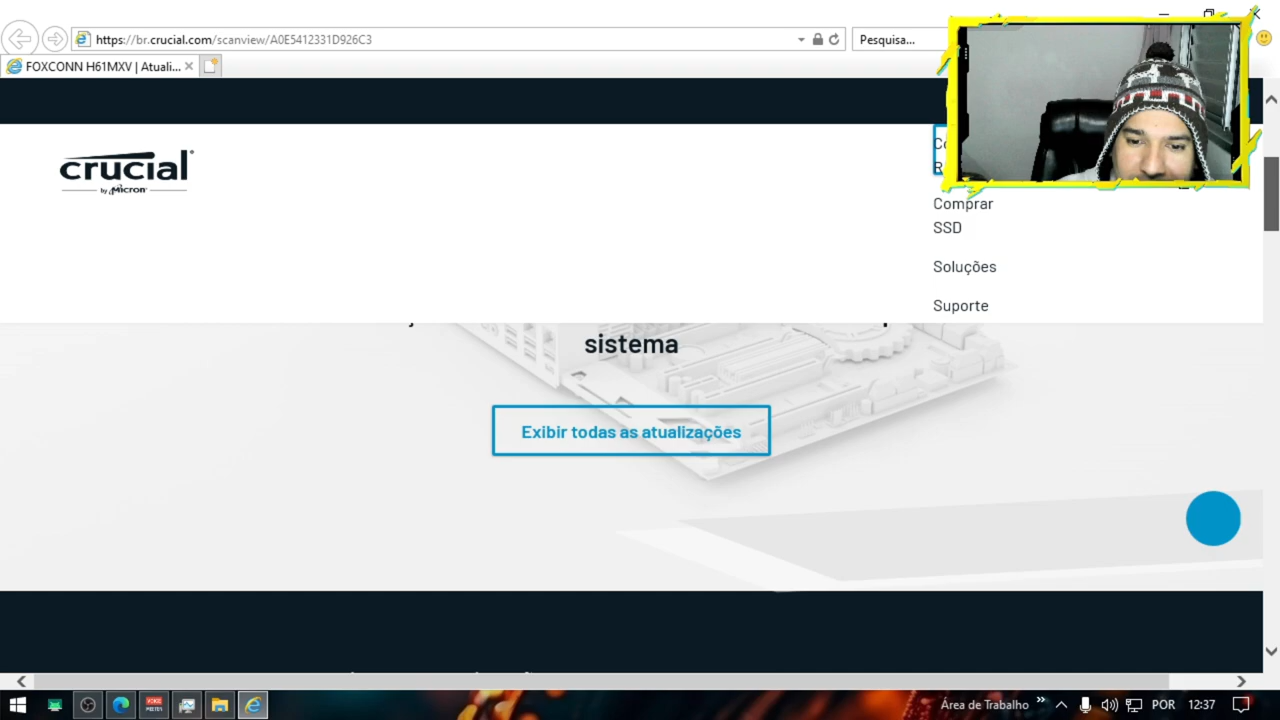 https://br.crucial.com/scanview/A0E5412331D926C3
Pesquisa...
FOXCONN H61MXV | Atuali...
crucial
by Micron
Comprar
SSD
Soluções
Suporte
sistema
Exibir todas as atualizações
Área de Trabalho
POR
12:37